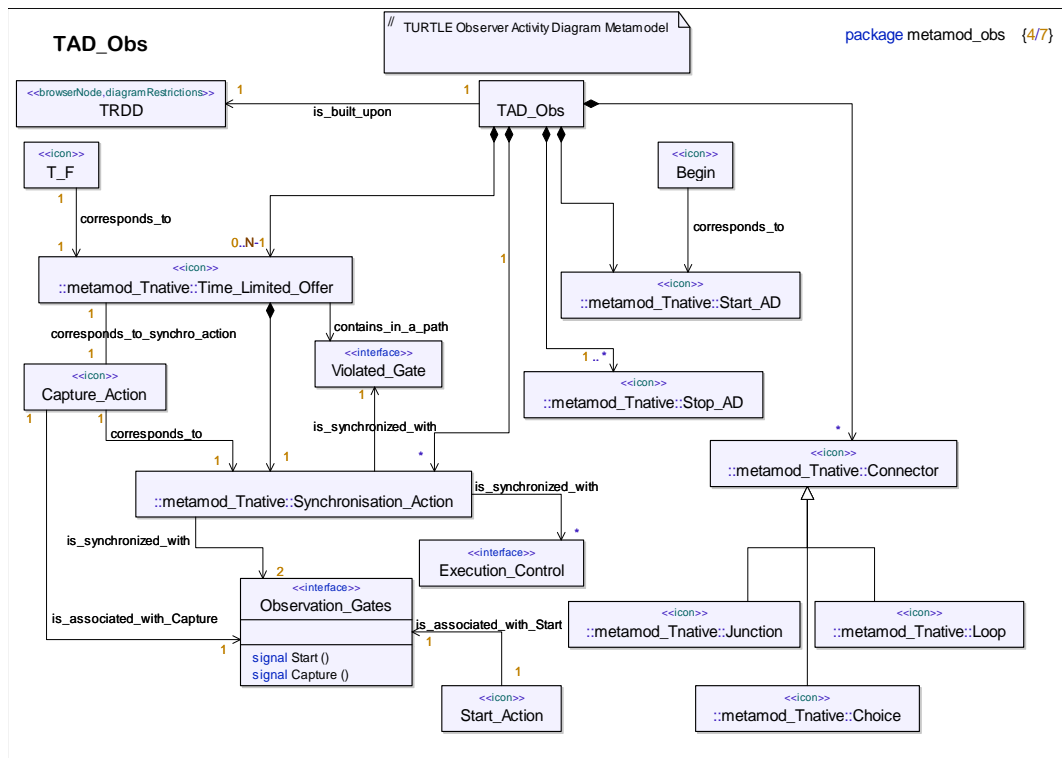 // TURTLE Observer Activity Diagram Metamodel
package metamod_obs {4/7}
TAD_Obs
<<browserNode,diagramRestrictions>>
TRDD
1
is_built_upon
1
TAD_Obs
<<icon>>
T_F
1
corresponds_to
1
<<icon>>
Begin
corresponds_to
0..N-1
1
<<icon>>
::metamod_Tnative::Time_Limited_Offer
<<icon>>
::metamod_Tnative::Start_AD
1
corresponds_to_synchro_action
1
contains_in_a_path
<<interface>>
Violated_Gate
1
1 .. *
<<icon>>
::metamod_Tnative::Stop_AD
<<icon>>
Capture_Action
1
1
corresponds_to
1
1
is_synchronized_with
*
*
<<icon>>
::metamod_Tnative::Connector
::metamod_Tnative::Synchronisation_Action
is_synchronized_with
*
is_synchronized_with
2
<<interface>>
Execution_Control
<<interface>>
Observation_Gates
signal Start ()
signal Capture ()
is_associated_with_Capture
1
is_associated_with_Start
1
1
<<icon>>
Start_Action
<<icon>>
::metamod_Tnative::Junction
<<icon>>
::metamod_Tnative::Loop
<<icon>>
::metamod_Tnative::Choice